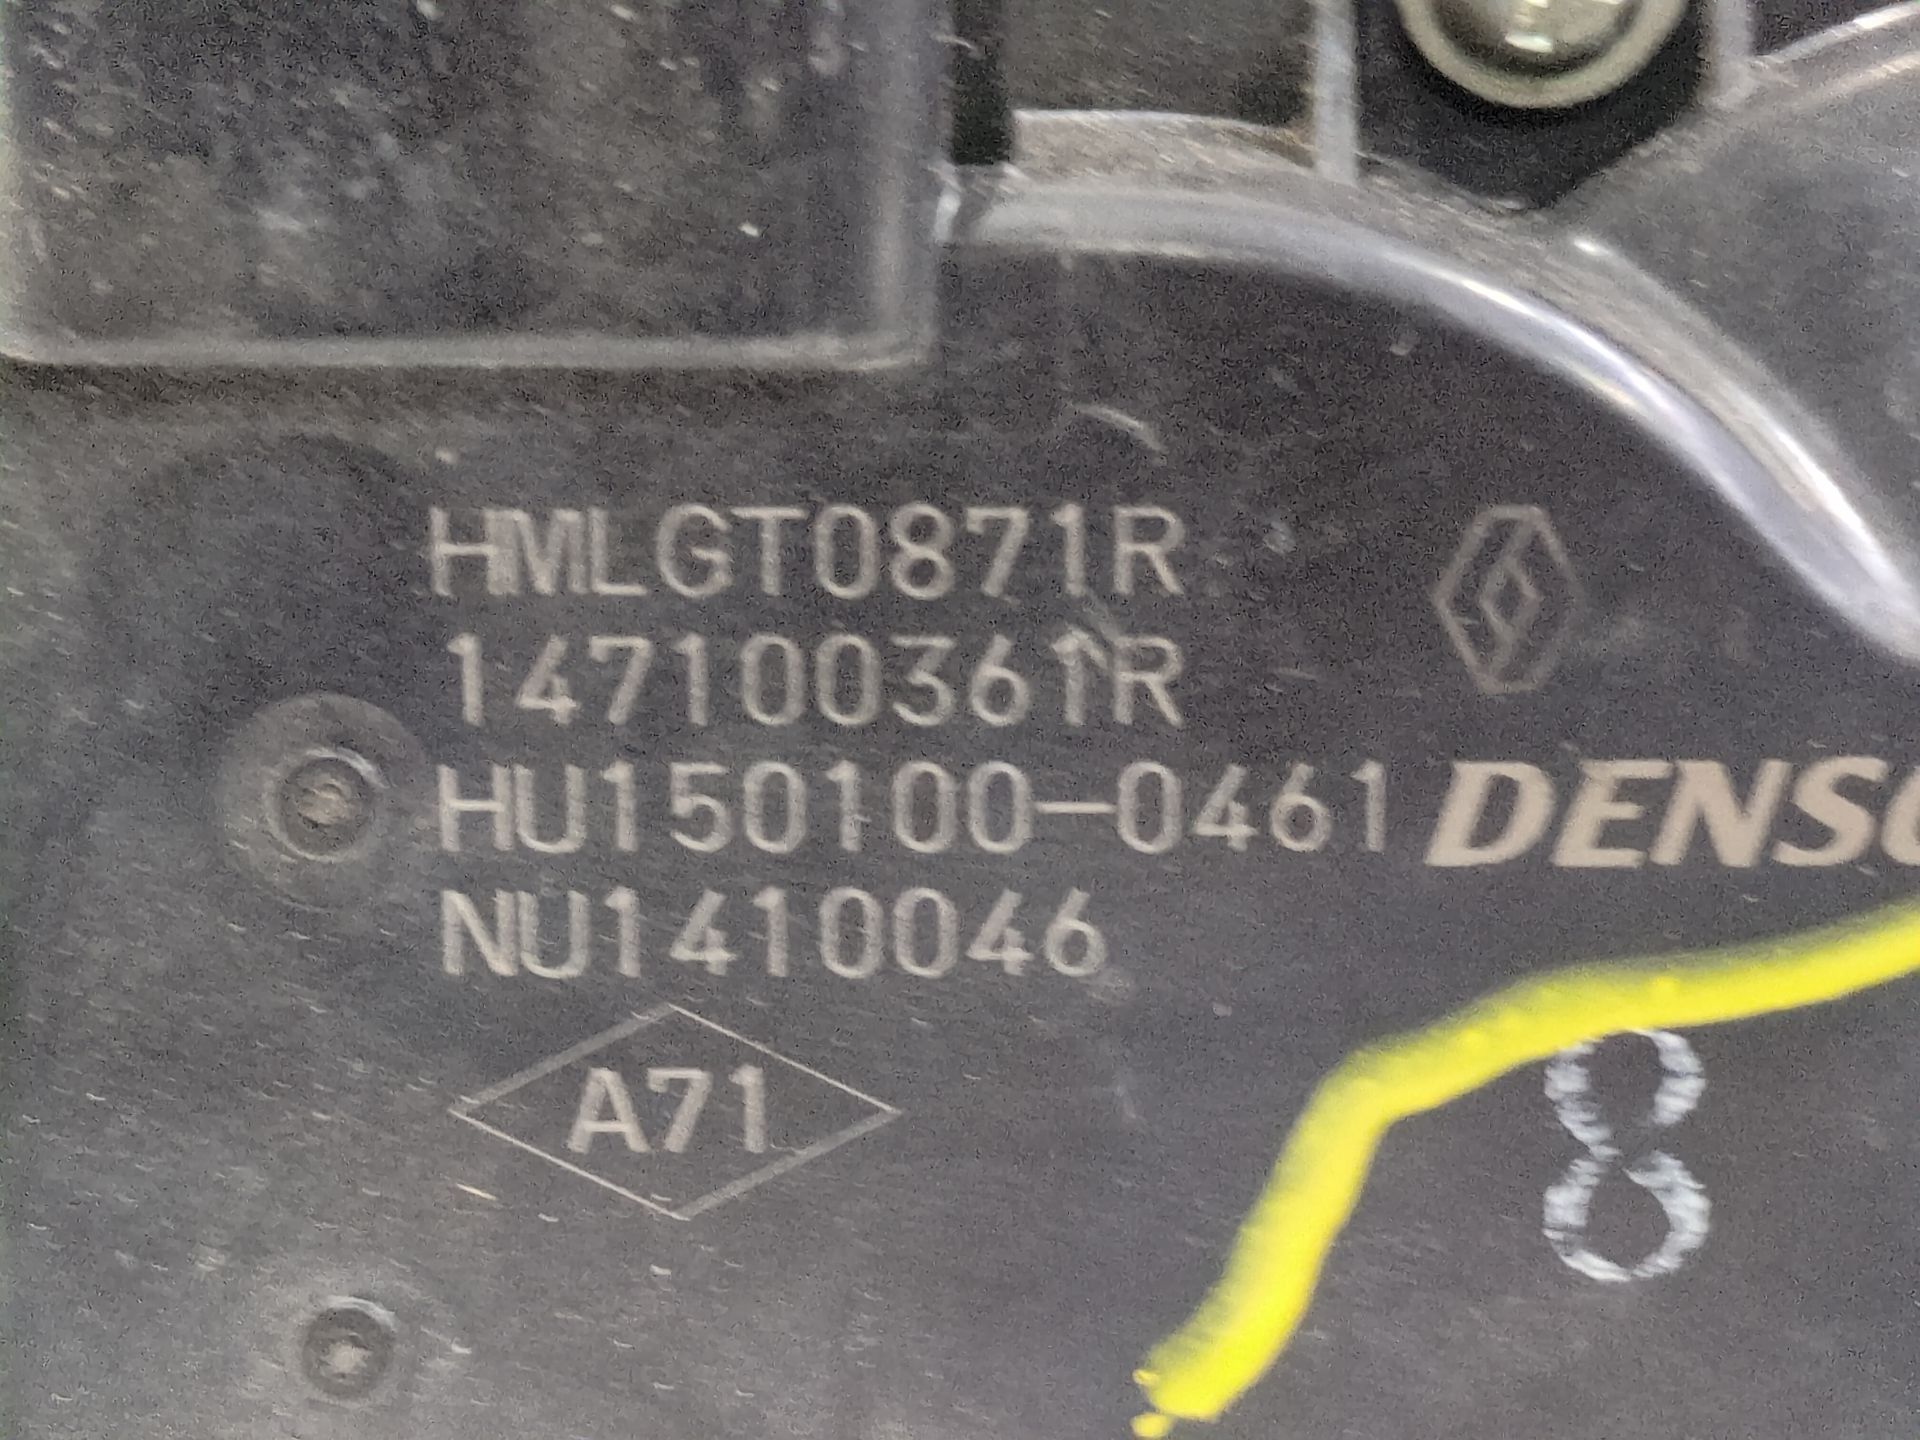 HMLGT0871R
147100361R
HU150100-0461 DENSO
NU1410046
A71
8